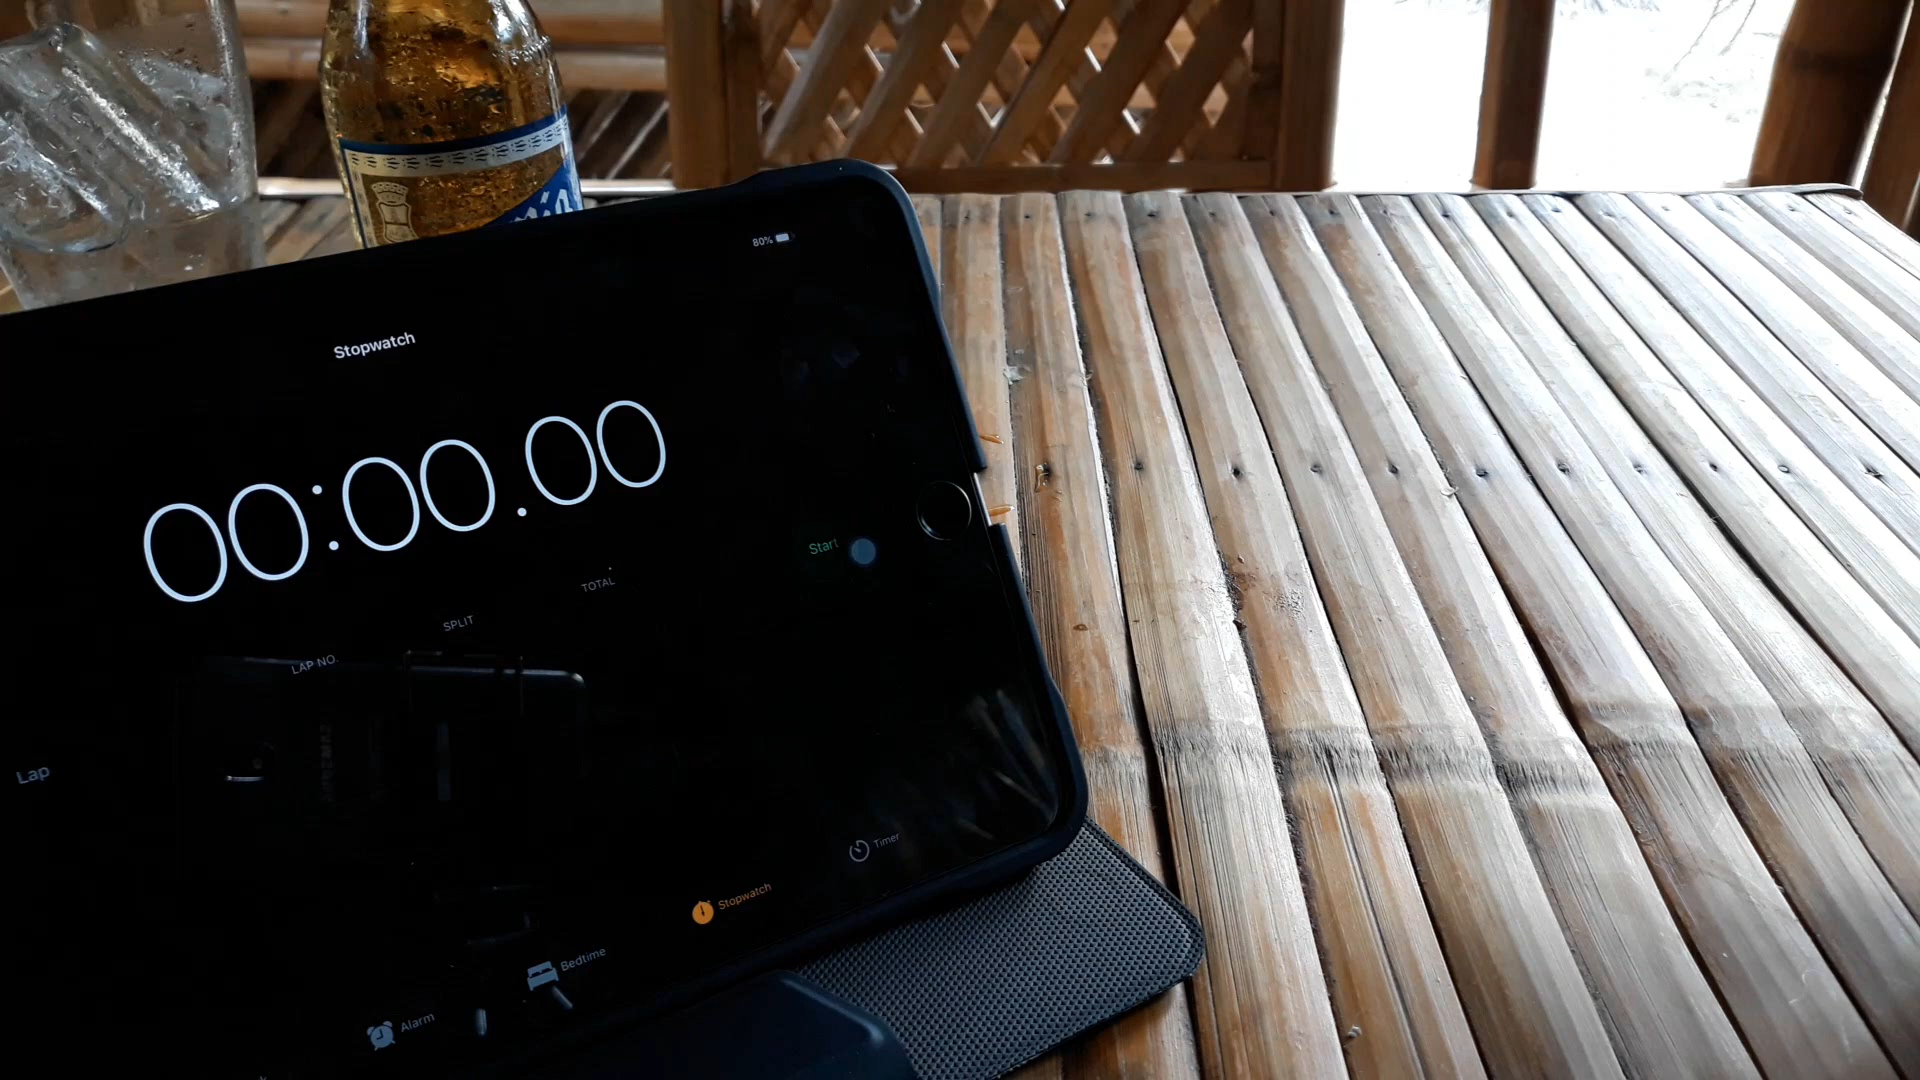 80%
Stopwatch
00:00.00
Start
LAP NO. SPLIT TOTAL
Lap
Alarm Bedtime Stopwatch Timer